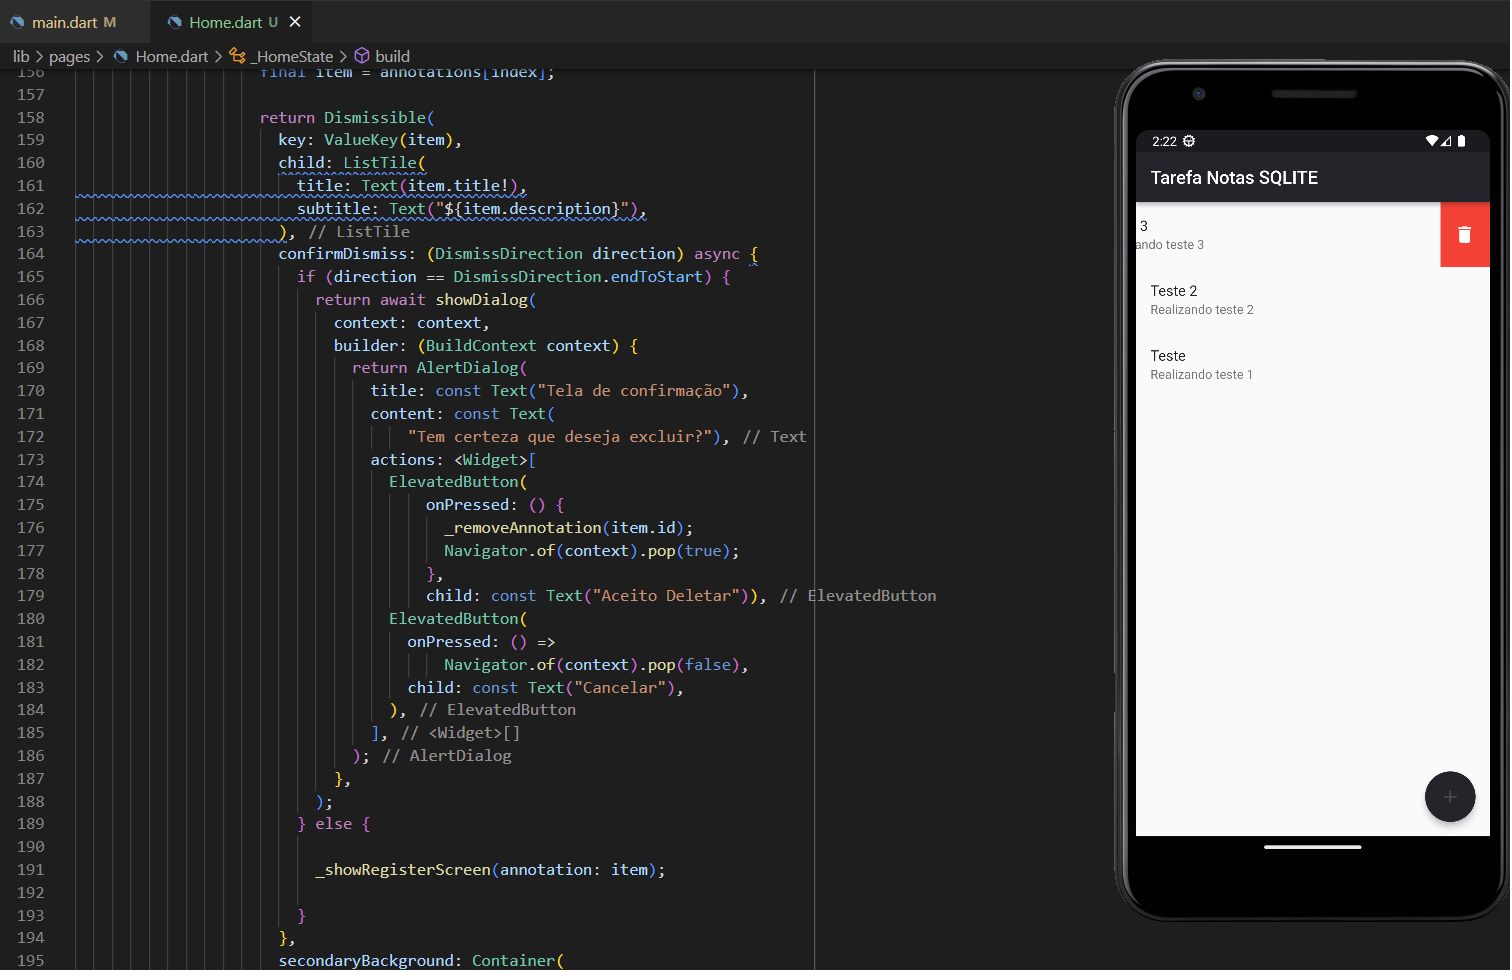 main.dart M
Home.dart U
lib > pages > Home.dart > _HomeState > build
156 final item = annotations[index];
157
158 return Dismissible(
159 key: ValueKey(item),
160 child: ListTile(
161 title: Text(item.title!),
162 subtitle: Text("${item.description}"),
163 ), // ListTile
164 confirmDismiss: (DismissDirection direction) async {
165 if (direction == DismissDirection.endToStart) {
166 return await showDialog(
167 context: context,
168 builder: (BuildContext context) {
169 return AlertDialog(
170 title: const Text("Tela de confirmação"),
171 content: const Text(
172 "Tem certeza que deseja excluir?"), // Text
173 actions: <Widget>[
174 ElevatedButton(
175 onPressed: () {
176 _removeAnnotation(item.id);
177 Navigator.of(context).pop(true);
178 },
179 child: const Text("Aceito Deletar")), // ElevatedButton
180 ElevatedButton(
181 onPressed: () =>
182 Navigator.of(context).pop(false),
183 child: const Text("Cancelar"),
184 ), // ElevatedButton
185 ], // <Widget>[]
186 ); // AlertDialog
187 },
188 );
189 } else {
190
191 _showRegisterScreen(annotation: item);
192
193 }
194 },
195 secondaryBackground: Container(
2:22
Tarefa Notas SQLITE
3
ando teste 3
Teste 2
Realizando teste 2
Teste
Realizando teste 1